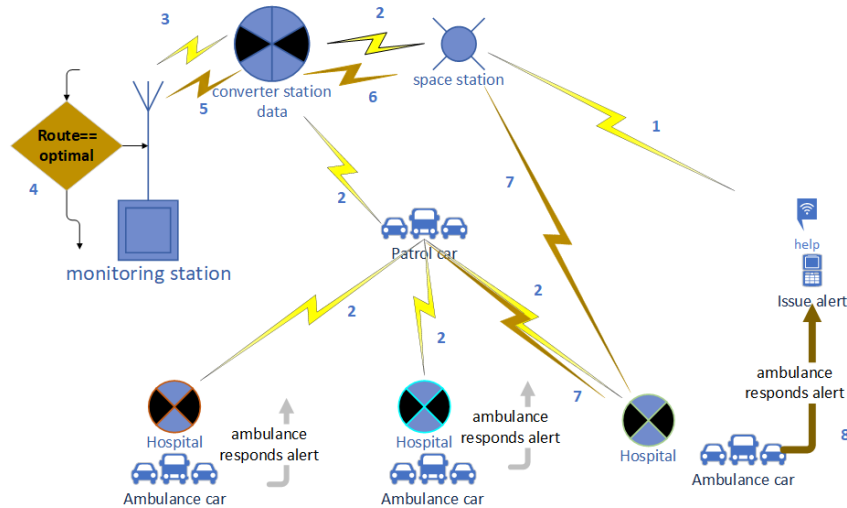 3
2
1
converter station
data
space station
5
6
Route==
optimal
4
7
2
monitoring station
Patrol car
help
Issue alert
2
2
2
7
ambulance
responds alert
8
Hospital
ambulance
responds alert
Hospital
ambulance
responds alert
Hospital
Ambulance car
Ambulance car
Ambulance car